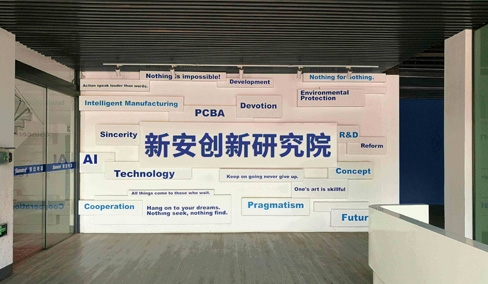 Nothing is impossible!
Nothing for nothing.
Action speak louder than words.
Development
Environmental
Protection
Intelligent Manufacturing
PCBA
Devotion
Sincerity
新安创新研究院
R&D
Reform
AI
Technology
Keep on going never give up.
Concept
All things come to those who wait.
One's art is skillful
Cooperation
Hang on to your dreams.
Nothing seek, nothing find.
Pragmatism
Futur